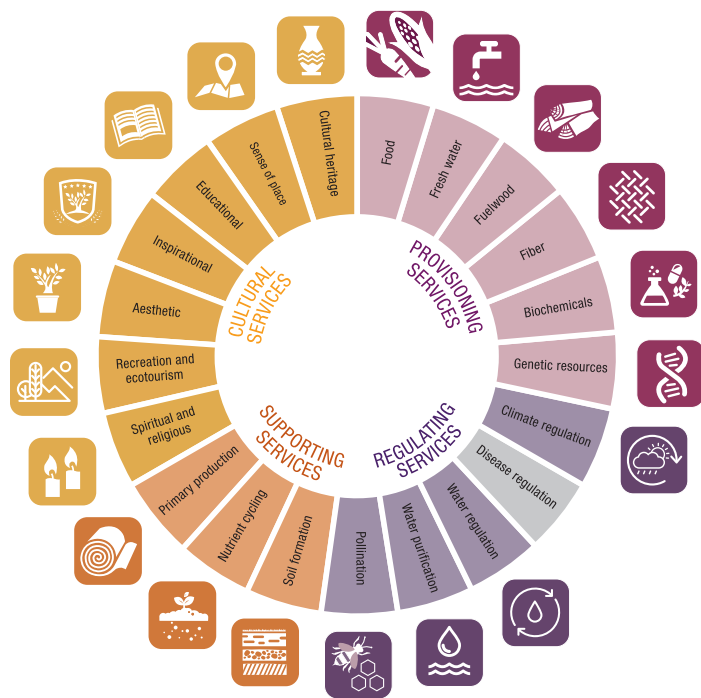 Food
Fresh water
Fuelwood
Fiber
Biochemicals
Genetic resources
Climate regulation
Disease regulation
Water regulation
Water purification
Pollination
Soil formation
Nutrient cycling
Primary production
Spiritual and
religious
Recreation and
ecotourism
Aesthetic
Inspirational
Educational
Sense of place
Cultural heritage
CULTURAL
SERVICES
PROVISIONING
SERVICES
SUPPORTING
SERVICES
REGULATING
SERVICES